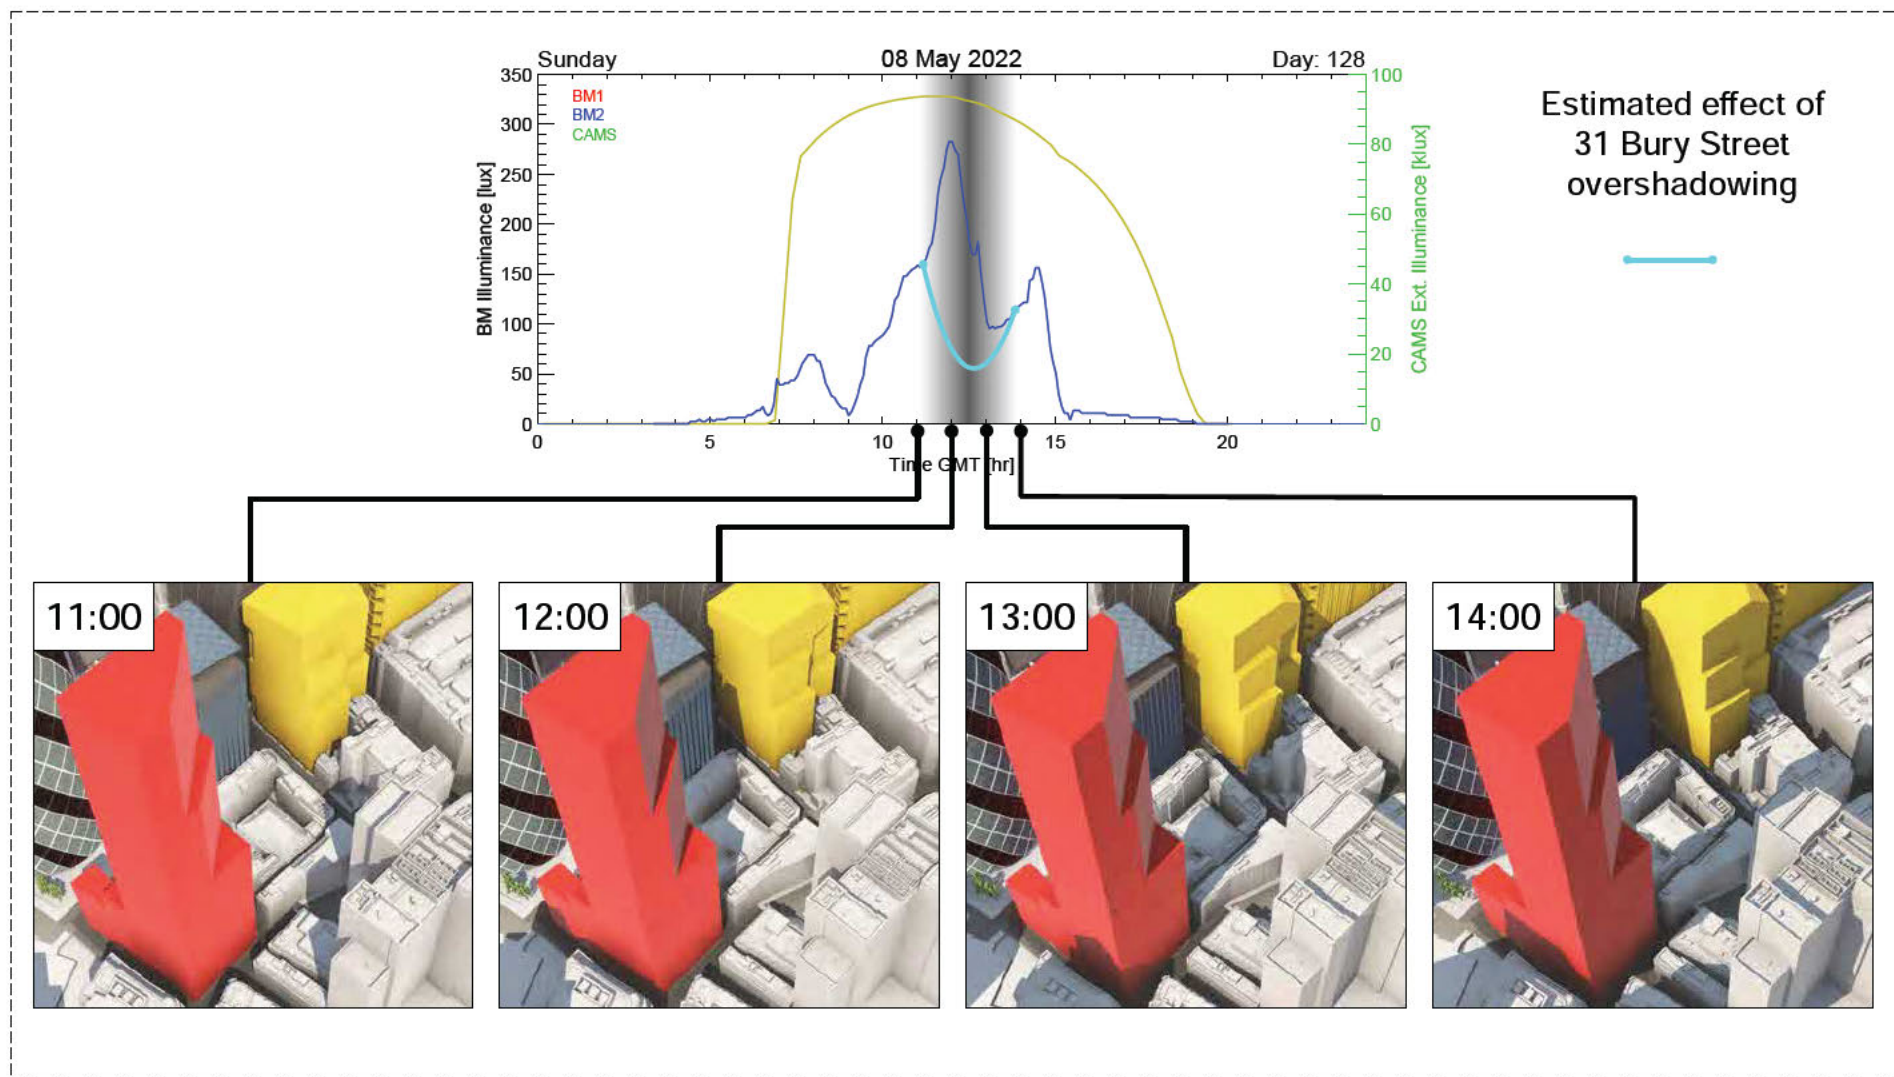 Sunday
08 May 2022
Day: 128
Estimated effect of
31 Bury Street
overshadowing
BM1
BM2
CAMS
BM Illuminance [lux]
350
300
250
200
150
100
50
0
CAMS Ext. Illuminance [klux]
100
80
60
40
20
0
0
5
10
15
20
Time GMT [hr]
11:00
12:00
13:00
14:00